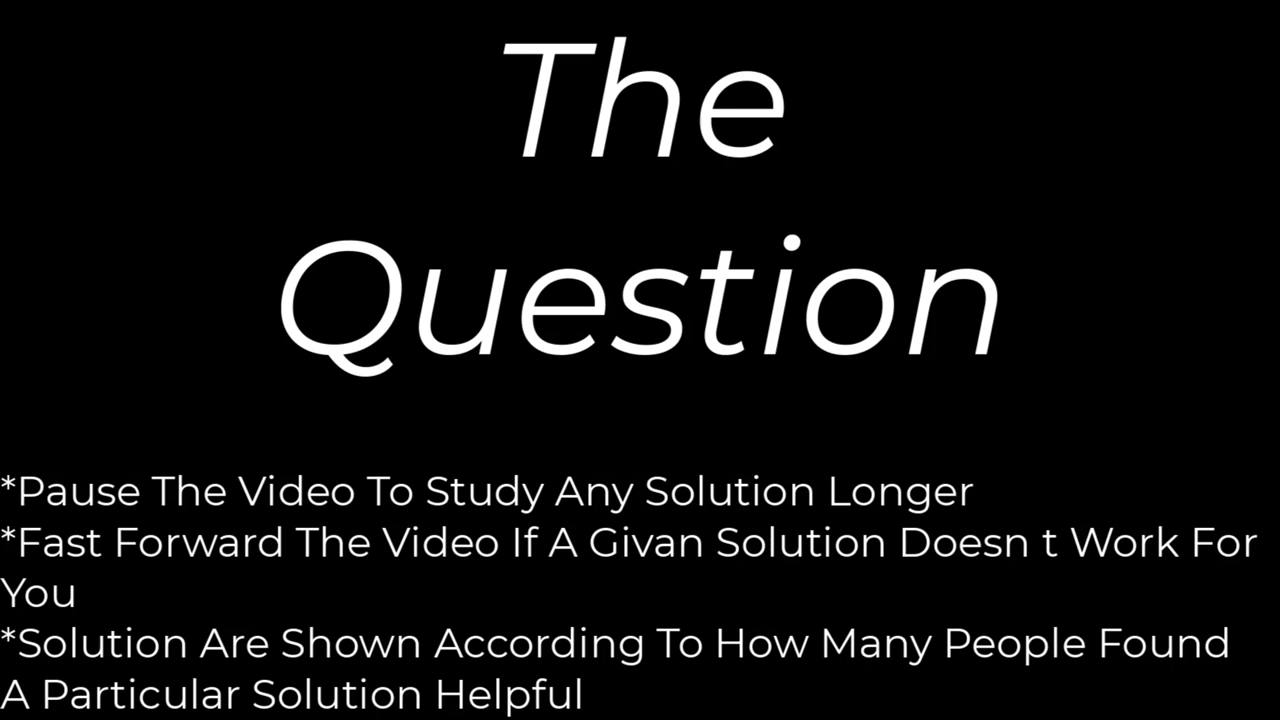 The
Question
*Pause The Video To Study Any Solution Longer
*Fast Forward The Video If A Givan Solution Doesn t Work For
You
*Solution Are Shown According To How Many People Found
A Particular Solution Helpful